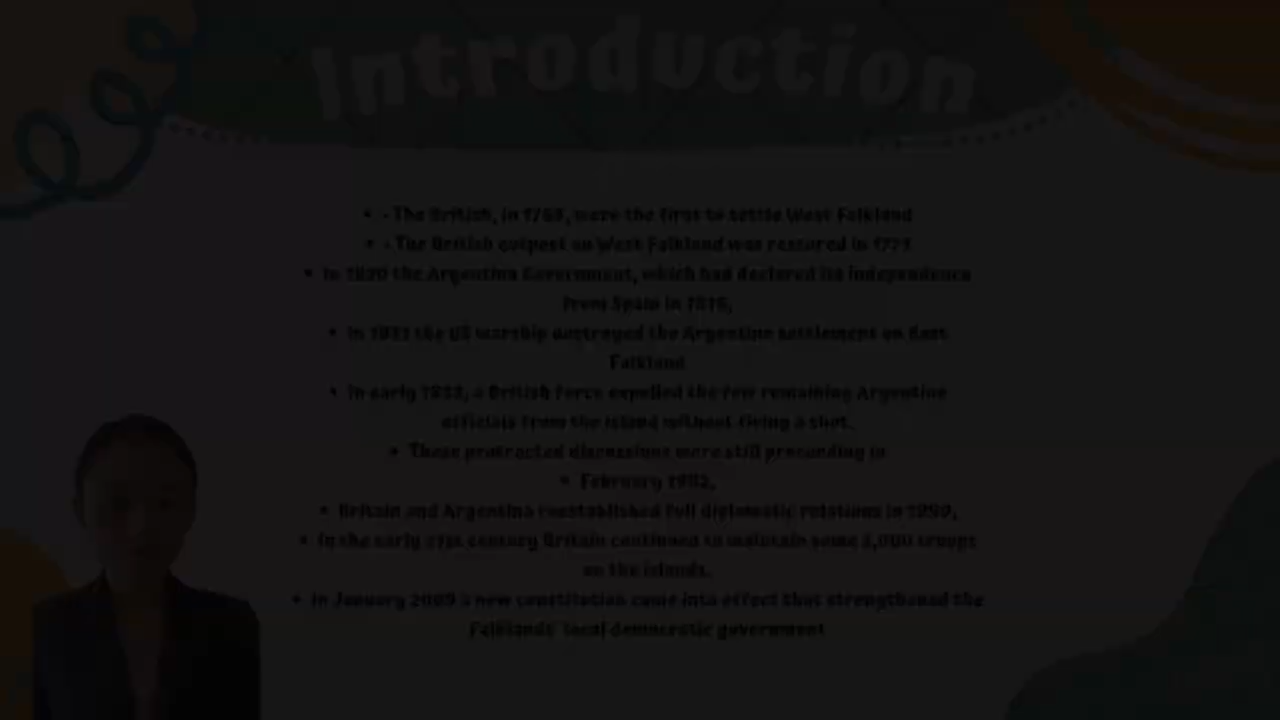 Introduction
• - The British, in 1765, were the first to settle West Falkland
• - The British outpost on West Falkland was restored in 1771
• In 1820 the Argentina Government, which had declared its independence
from Spain in 1816,
• In 1831 the US warship destroyed the Argentine settlement on East
Falkland
• In early 1833, a British force expelled the few remaining Argentine
officials from the island without firing a shot.
• These protracted discussions were still proceeding in
• February 1982,
• Britain and Argentina reestablished full diplomatic relations in 1990,
• In the early 21st century Britain continued to maintain some troops
on the islands.
• In January 2009 a new constitution came into effect that strengthened the
Falklands' local democratic government